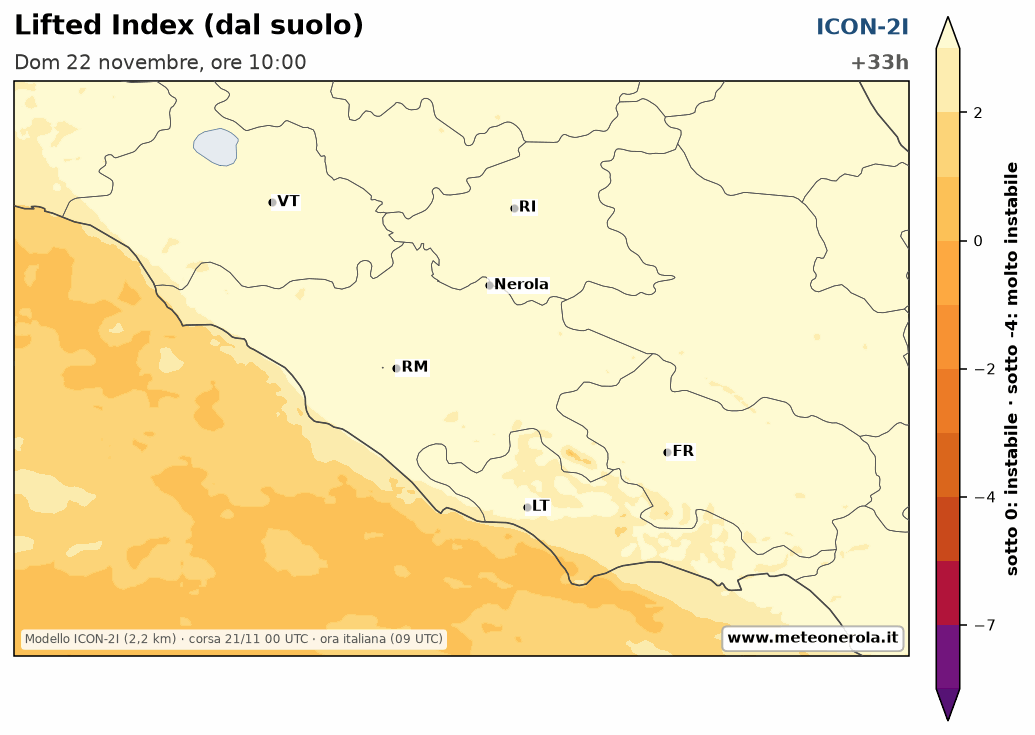 Lifted Index (dal suolo)
ICON-2I
Dom 22 novembre, ore 10:00
+33h
VT
RI
Nerola
RM
FR
LT
2
0
−2
−4
−7
sotto 0: instabile · sotto -4: molto instabile
Modello ICON-2I (2,2 km) · corsa 21/11 00 UTC · ora italiana (09 UTC)
www.meteonerola.it